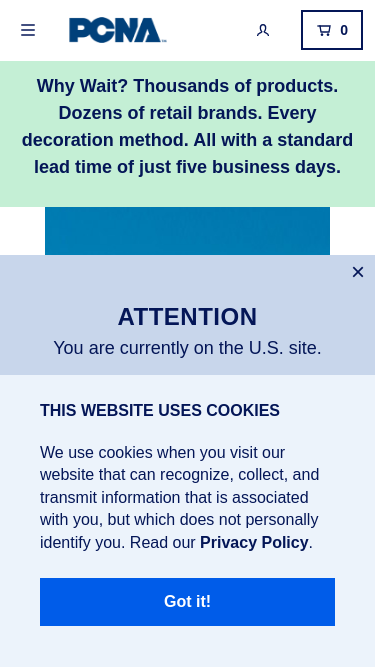 PCNA
0
Why Wait? Thousands of products.
Dozens of retail brands. Every
decoration method. All with a standard
lead time of just five business days.
ATTENTION
You are currently on the U.S. site.
THIS WEBSITE USES COOKIES
We use cookies when you visit our
website that can recognize, collect, and
transmit information that is associated
with you, but which does not personally
identify you. Read our Privacy Policy.
Got it!